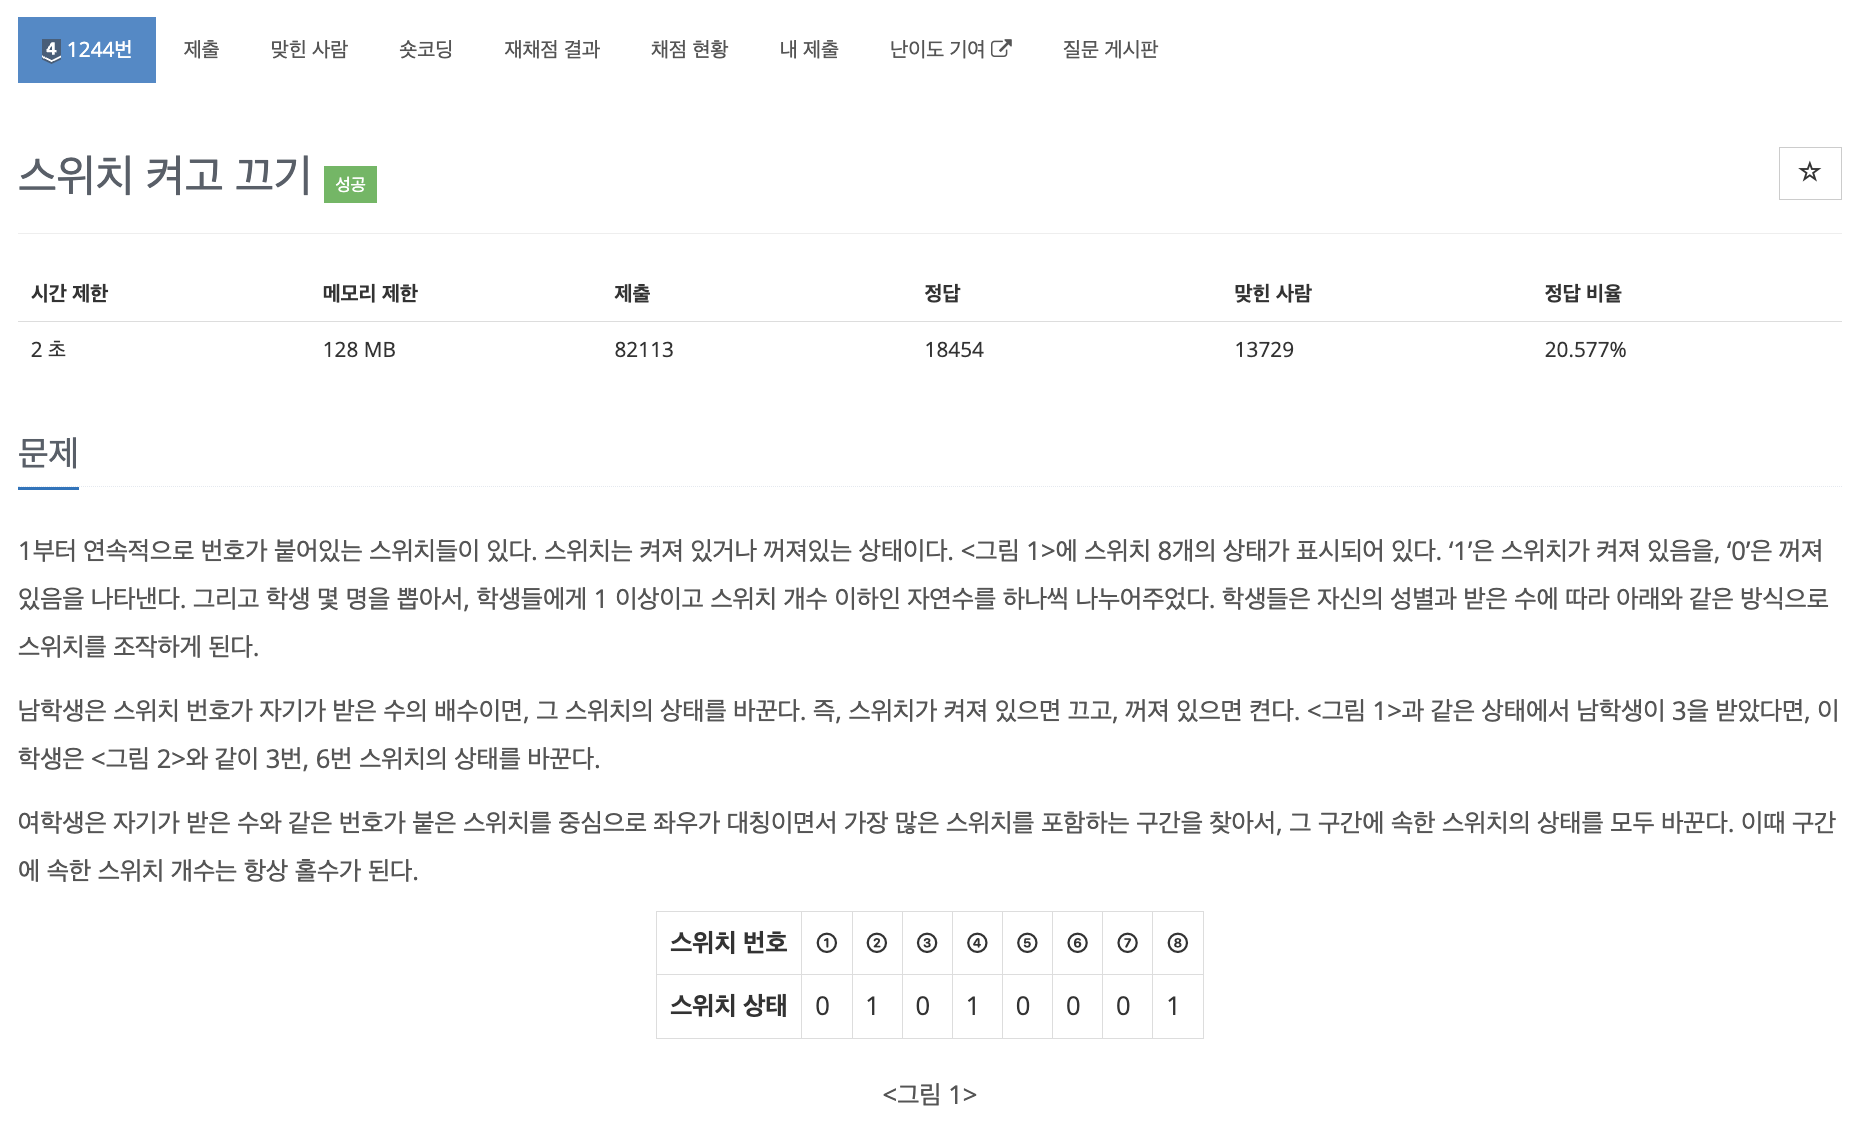 4 1244번 제출 맞힌 사람 숏코딩 재채점 결과 채점 현황 내 제출 난이도 기여 질문 게시판
스위치 켜고 끄기 성공
시간 제한 메모리 제한 제출 정답 맞힌 사람 정답 비율
2 초 128 MB 82113 18454 13729 20.577%
문제
1부터 연속적으로 번호가 붙어있는 스위치들이 있다. 스위치는 켜져 있거나 꺼져있는 상태이다. <그림 1>에 스위치 8개의 상태가 표시되어 있다. ‘1’은 스위치가 켜져 있음을, ‘0’은 꺼져
있음을 나타낸다. 그리고 학생 몇 명을 뽑아서, 학생들에게 1 이상이고 스위치 개수 이하인 자연수를 하나씩 나누어주었다. 학생들은 자신의 성별과 받은 수에 따라 아래와 같은 방식으로
스위치를 조작하게 된다.
남학생은 스위치 번호가 자기가 받은 수의 배수이면, 그 스위치의 상태를 바꾼다. 즉, 스위치가 켜져 있으면 끄고, 꺼져 있으면 켠다. <그림 1>과 같은 상태에서 남학생이 3을 받았다면, 이
학생은 <그림 2>와 같이 3번, 6번 스위치의 상태를 바꾼다.
여학생은 자기가 받은 수와 같은 번호가 붙은 스위치를 중심으로 좌우가 대칭이면서 가장 많은 스위치를 포함하는 구간을 찾아서, 그 구간에 속한 스위치의 상태를 모두 바꾼다. 이때 구간
에 속한 스위치 개수는 항상 홀수가 된다.
스위치 번호 ① ② ③ ④ ⑤ ⑥ ⑦ ⑧
스위치 상태 0 1 0 1 0 0 0 1
<그림 1>